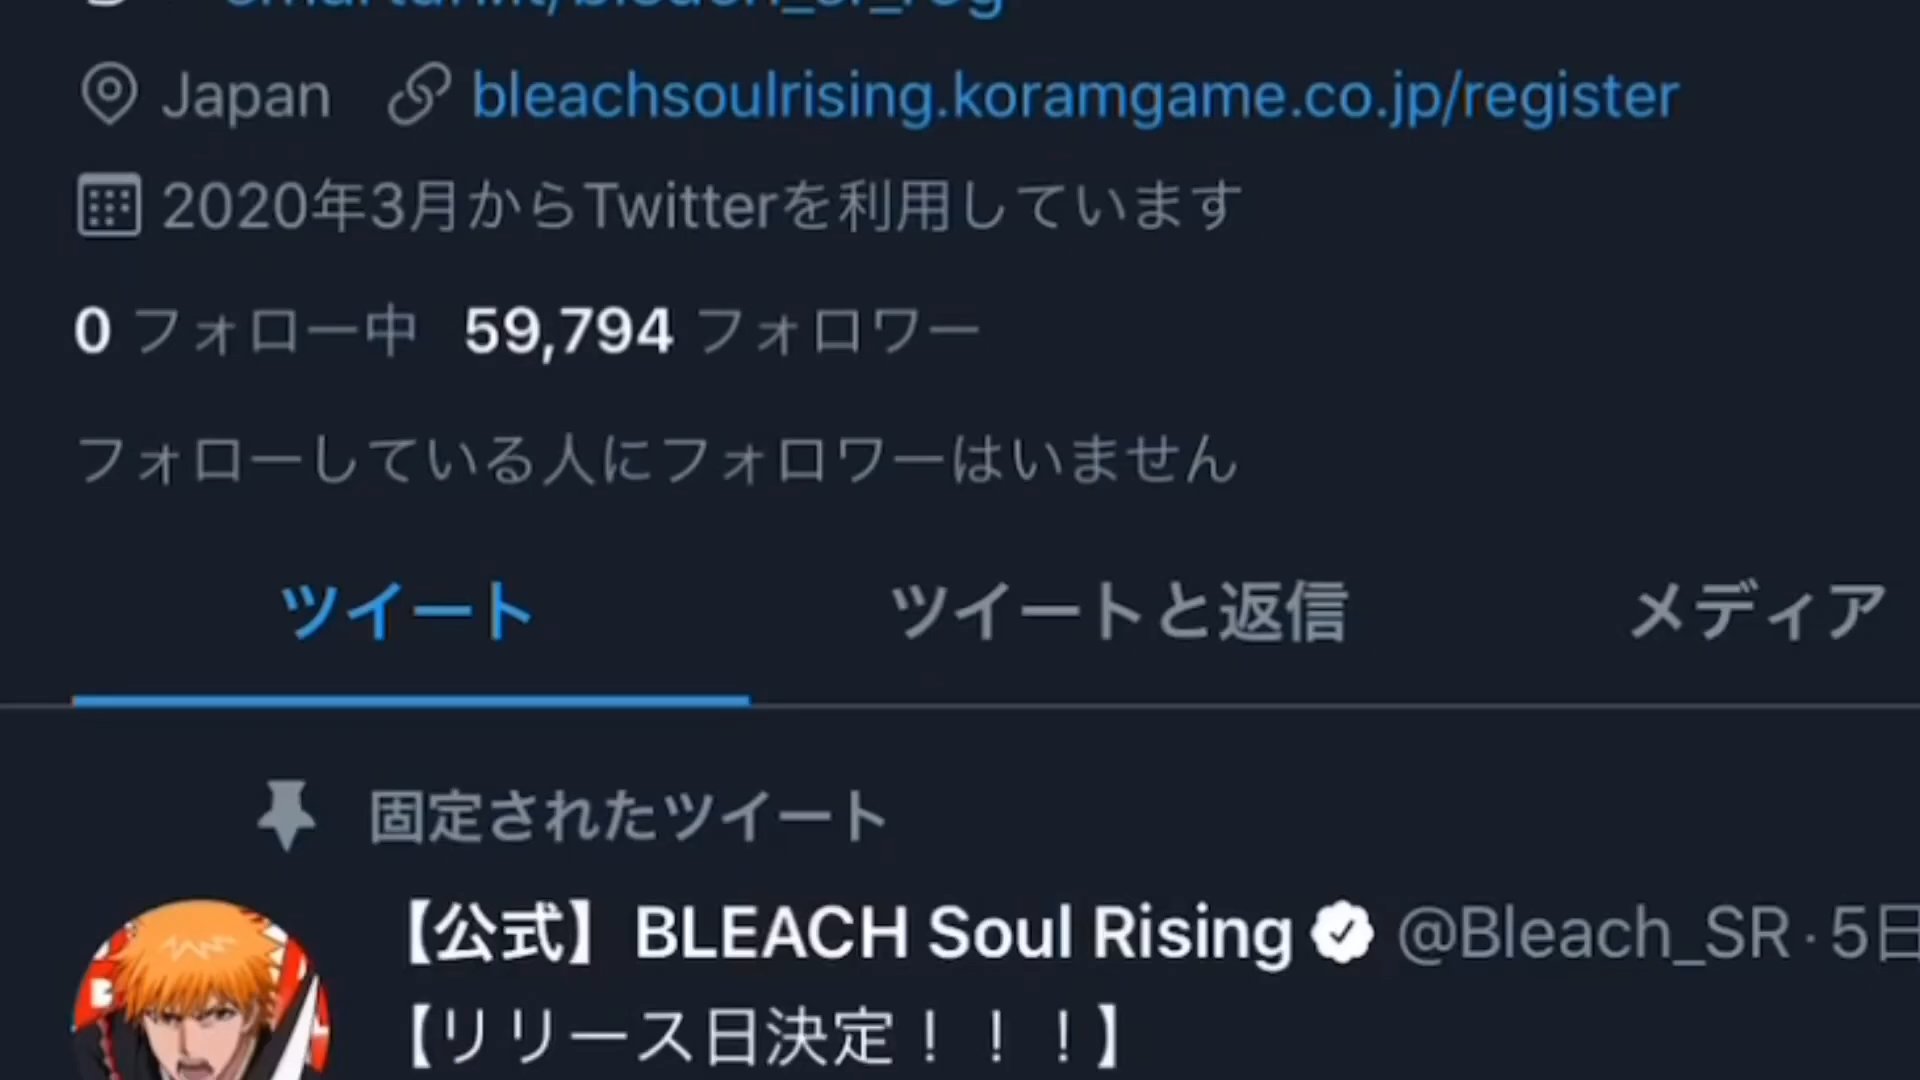 Japan bleachsoulrising.koramgame.co.jp/register
2020年3月からTwitterを利用しています
0 フォロー中 59,794 フォロワー
フォローしている人にフォロワーはいません
ツイート ツイートと返信 メディア
固定されたツイート
【公式】BLEACH Soul Rising @Bleach_SR · 5日
【リリース日決定！！！】